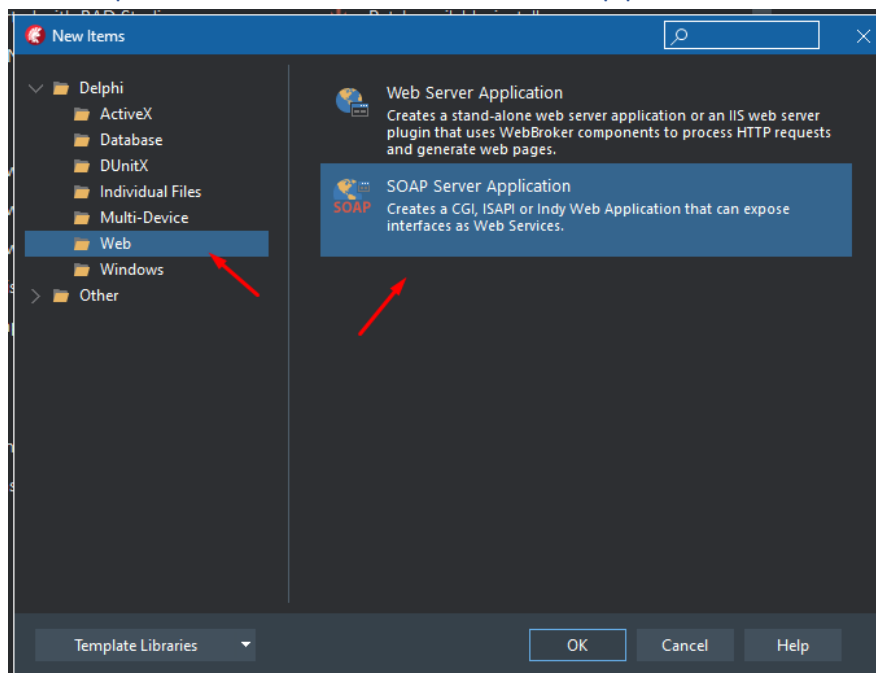 New Items
Delphi
ActiveX
Database
DUnitX
Individual Files
Multi-Device
Web
Windows
Other
Web Server Application
Creates a stand-alone web server application or an IIS web server
plugin that uses WebBroker components to process HTTP requests
and generate web pages.
SOAP
SOAP Server Application
Creates a CGI, ISAPI or Indy Web Application that can expose
interfaces as Web Services.
Template Libraries
OK
Cancel
Help